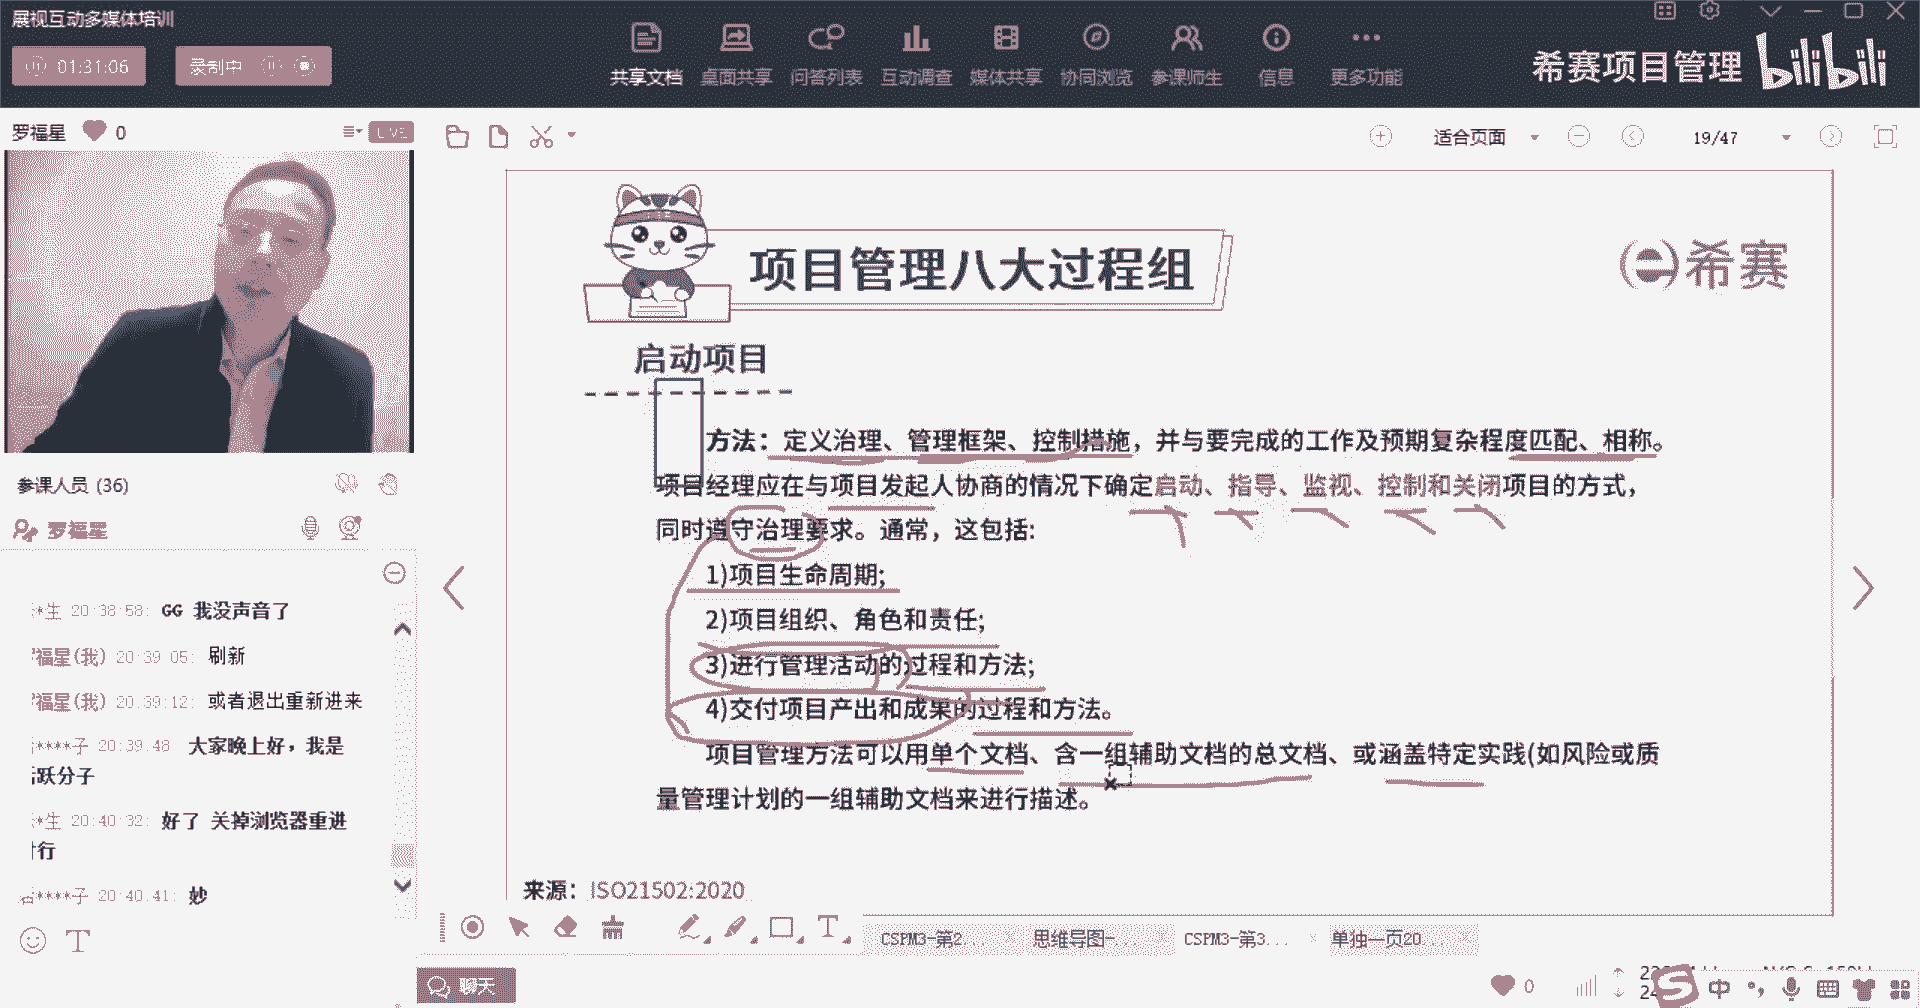 展视互动多媒体培训
01:31:06
录制中
共享文档 桌面共享 问答列表 互动调查 媒体共享 协同浏览 参课师生 信息 更多功能
希赛项目管理 bilibili
罗福星 0
LIVE
适合页面
19/47
项目管理八大过程组
希赛
启动项目
方法：定义治理、管理框架、控制措施，并与要完成的工作及预期复杂程度匹配、相称。
项目经理应在与项目发起人协商的情况下确定启动、指导、监视、控制和关闭项目的方式，
同时遵守治理要求。通常，这包括:
1)项目生命周期;
2)项目组织、角色和责任;
3)进行管理活动的过程和方法;
4)交付项目产出和成果的过程和方法。
项目管理方法可以用单个文档、含一组辅助文档的总文档、或涵盖特定实践(如风险或质
量管理计划的一组辅助文档来进行描述。
来源：ISO21502:2020
参课人员 (36)
罗福星
生 20:38:58: GG 我没声音了
福星(我) 20:39:05: 刷新
福星(我) 20:39:12: 或者退出重新进来
****子 20:39:48 大家晚上好，我是
活跃分子
*生 20:40:32: 好了 关掉浏览器重进
行
****子 20:40:41: 妙
T
CSPM3-第2...
思维导图-...
CSPM3-第3...
单独一页20...
聊天
0
中